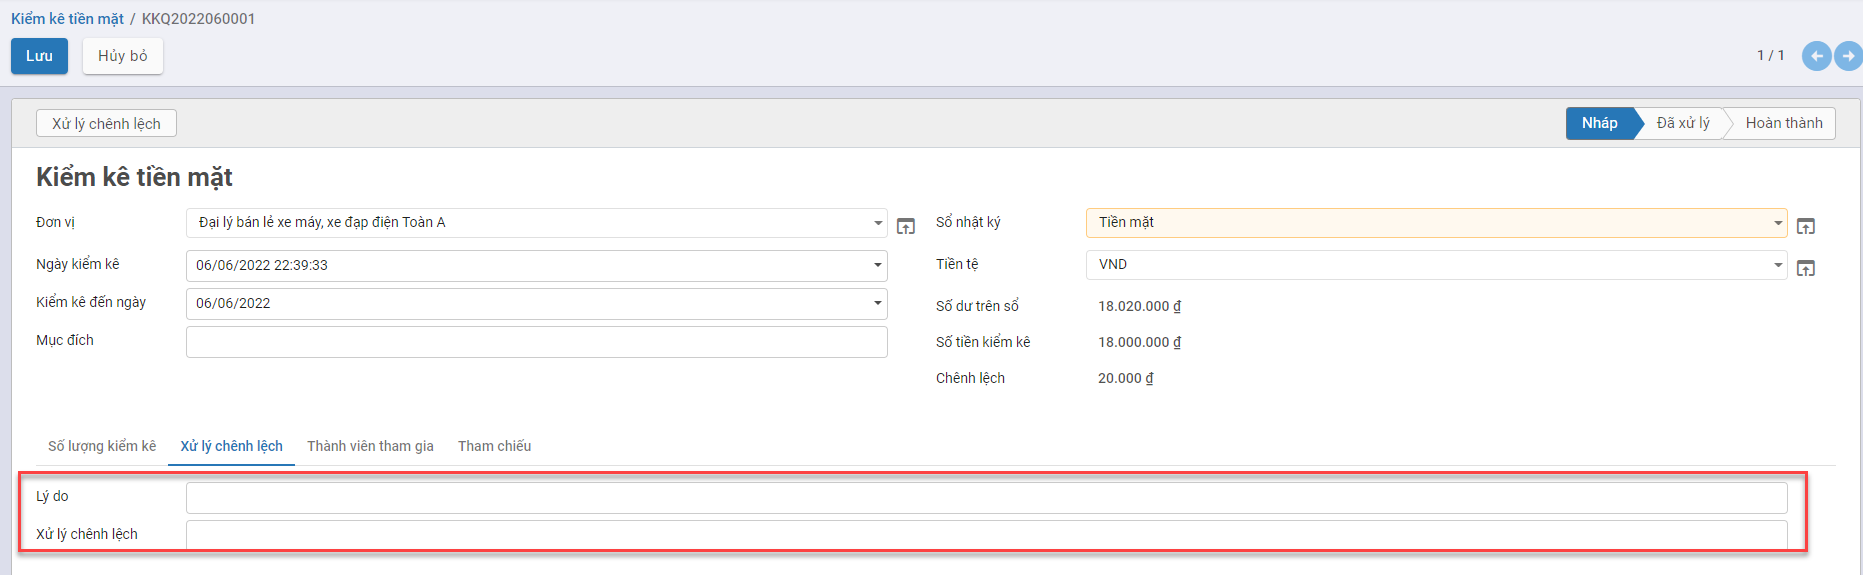 Kiểm kê tiền mặt / KKQ2022060001
Lưu Hủy bỏ 1 / 1
Xử lý chênh lệch Nháp Đã xử lý Hoàn thành
Kiểm kê tiền mặt
Đơn vị Đại lý bán lẻ xe máy, xe đạp điện Toàn A Sổ nhật ký Tiền mặt
Ngày kiểm kê 06/06/2022 22:39:33 Tiền tệ VND
Kiểm kê đến ngày 06/06/2022 Số dư trên sổ 18.020.000 ₫
Mục đích Số tiền kiểm kê 18.000.000 ₫
Chênh lệch 20.000 ₫
Số lượng kiểm kê Xử lý chênh lệch Thành viên tham gia Tham chiếu
Lý do
Xử lý chênh lệch